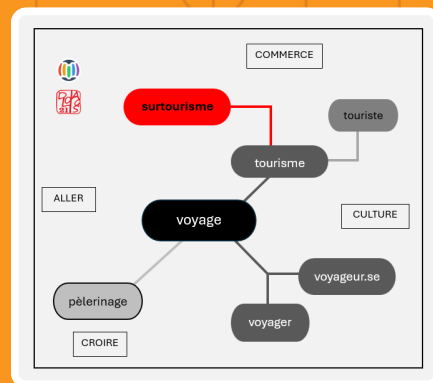 COMMERCE
surtourisme
touriste
tourisme
ALLER
voyage
CULTURE
voyageur.se
pèlerinage
voyager
CROIRE